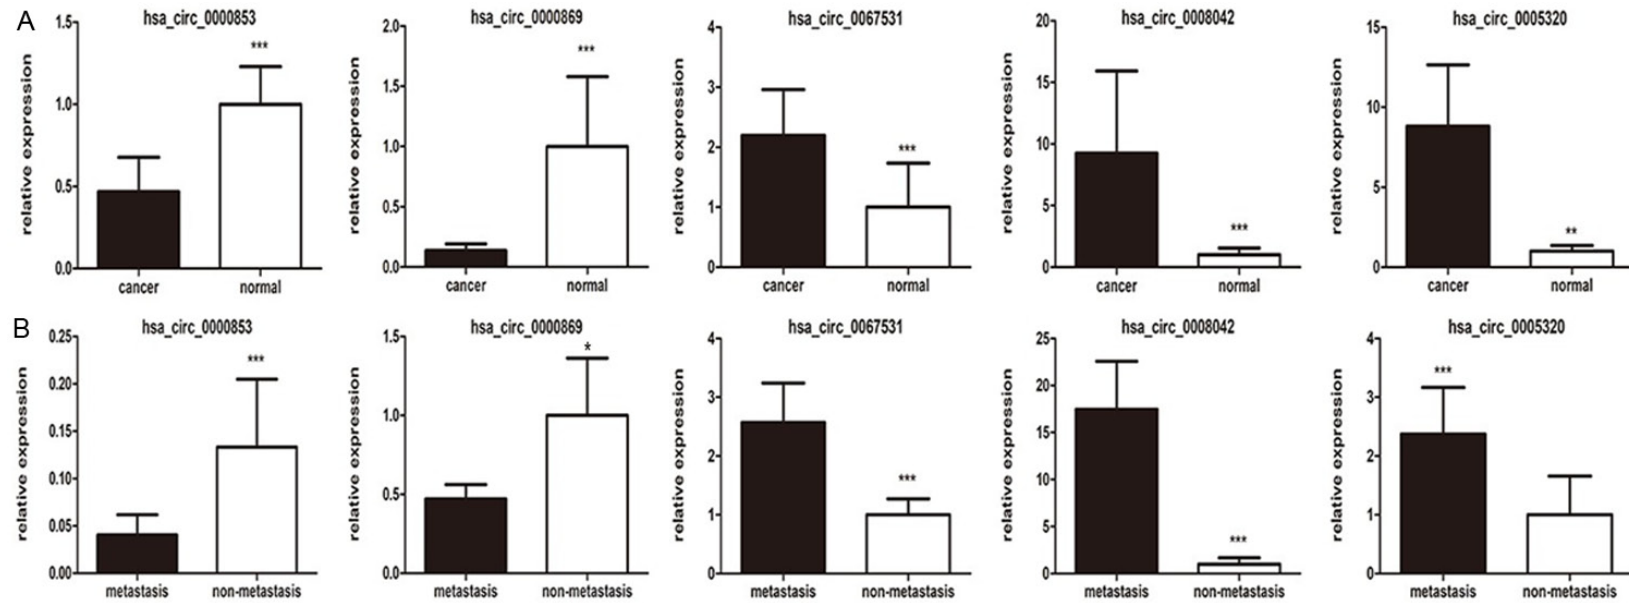 A
hsa_circ_0000853
relative expression
1.5
1.0
0.5
0.0
***
cancer normal
hsa_circ_0000869
relative expression
2.0
1.5
1.0
0.5
0.0
***
cancer normal
hsa_circ_0067531
relative expression
4
3
2
1
0
***
cancer normal
hsa_circ_0008042
relative expression
20
15
10
5
0
***
cancer normal
hsa_circ_0005320
relative expression
15
10
5
0
**
cancer normal
B
hsa_circ_0000853
relative expression
0.25
0.20
0.15
0.10
0.05
0.00
***
metastasis non-metastasis
hsa_circ_0000869
relative expression
1.5
1.0
0.5
0.0
*
metastasis non-metastasis
hsa_circ_0067531
relative expression
4
3
2
1
0
***
metastasis non-metastasis
hsa_circ_0008042
relative expression
25
20
15
10
5
0
***
metastasis non-metastasis
hsa_circ_0005320
relative expression
4
3
2
1
0
***
metastasis non-metastasis